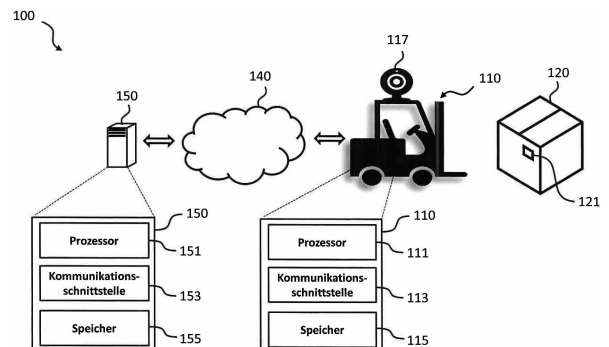 100
117
110
120
150
140
121
150
Prozessor
151
Kommunikations-
schnittstelle
153
Speicher
155
110
Prozessor
111
Kommunikations-
schnittstelle
113
Speicher
115